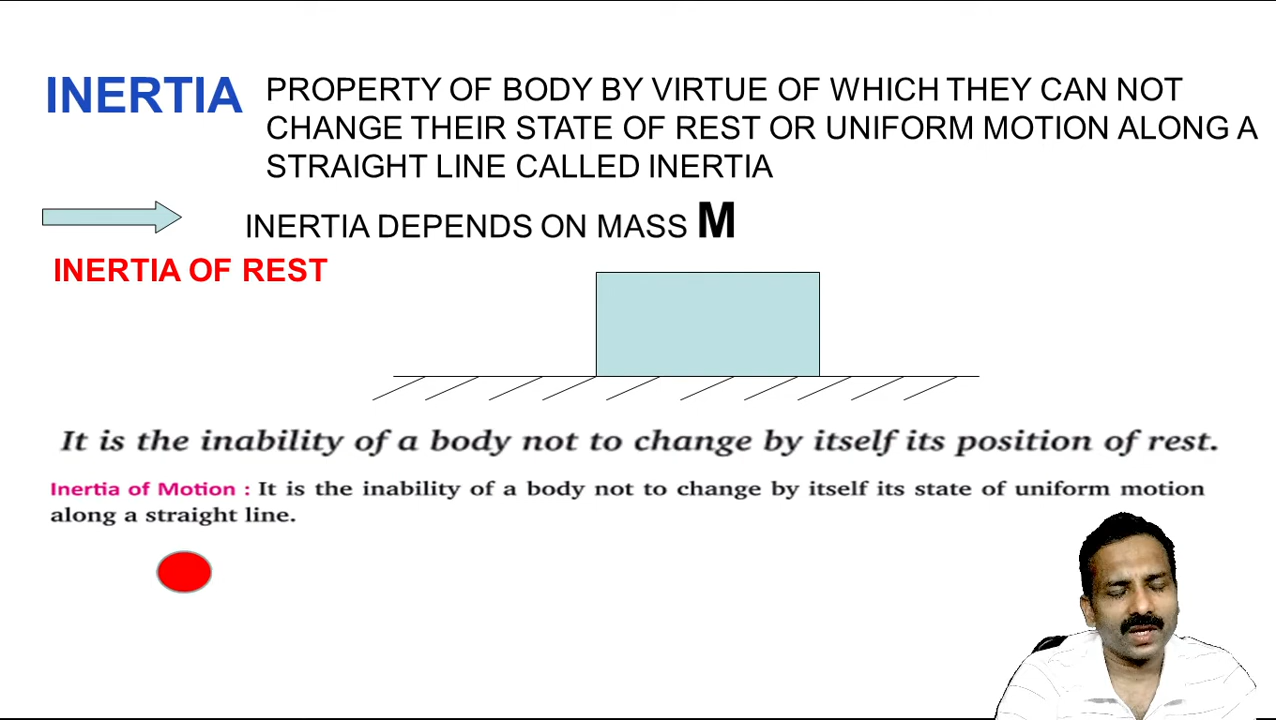 INERTIA
PROPERTY OF BODY BY VIRTUE OF WHICH THEY CAN NOT
CHANGE THEIR STATE OF REST OR UNIFORM MOTION ALONG A
STRAIGHT LINE CALLED INERTIA
INERTIA DEPENDS ON MASS M
INERTIA OF REST
It is the inability of a body not to change by itself its position of rest.
Inertia of Motion : It is the inability of a body not to change by itself its state of uniform motion
along a straight line.